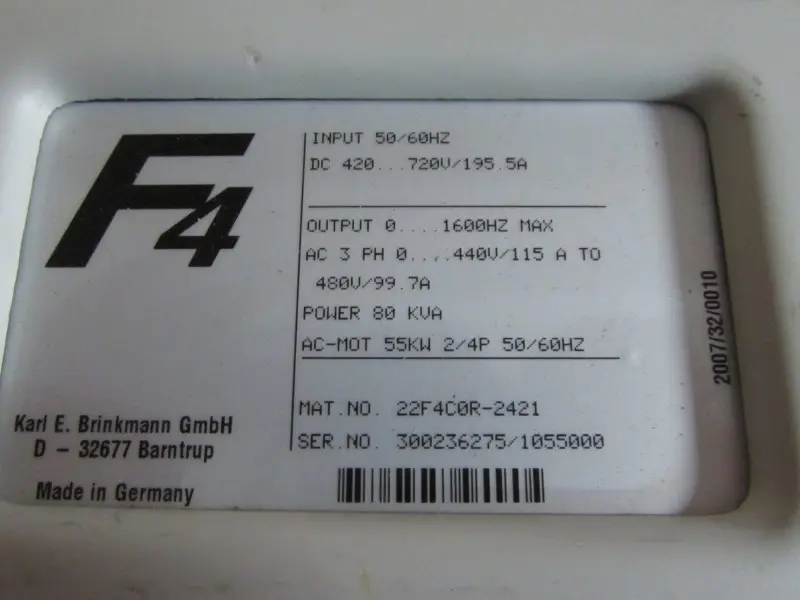 F4
INPUT 50/60HZ
DC 420...720V/195.5A
OUTPUT 0....1600HZ MAX
AC 3 PH 0....440V/115 A TO
480V/99.7A
POWER 80 KVA
AC-MOT 55KW 2/4P 50/60HZ
MAT.NO. 22F4C0R-2421
SER.NO. 300236275/1055000
Karl E. Brinkmann GmbH
D – 32677 Barntrup
Made in Germany
2007/32/0010